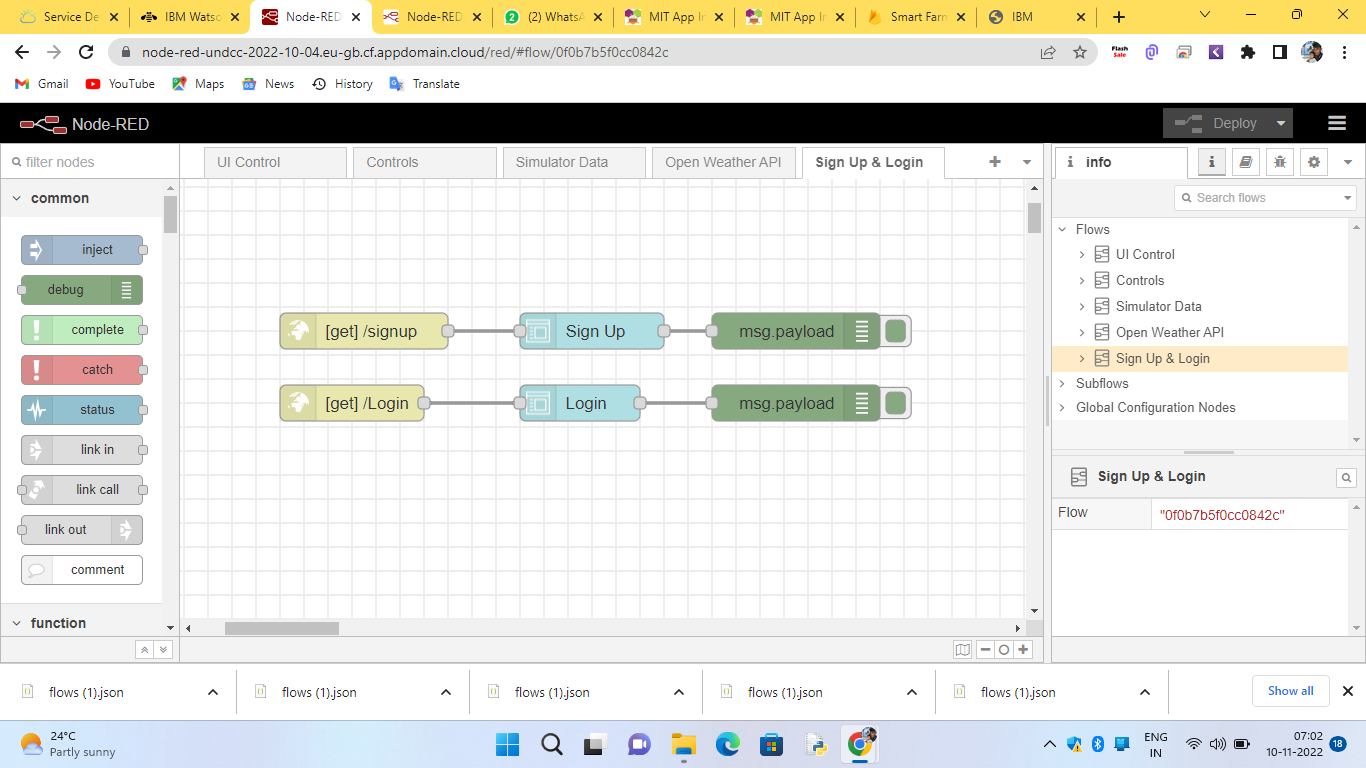 Service De
IBM Watso
Node-RED
Node-RED
(2) WhatsA
MIT App In
MIT App In
Smart Farm
IBM
node-red-undcc-2022-10-04.eu-gb.cf.appdomain.cloud/red/#flow/0f0b7b5f0cc0842c
Flash
Sale
Gmail
YouTube
Maps
News
History
Translate
Node-RED
Deploy
filter nodes
UI Control
Controls
Simulator Data
Open Weather API
Sign Up & Login
i
info
i
Search flows
common
inject
debug
complete
catch
status
link in
link call
link out
comment
function
[get] /signup
Sign Up
msg.payload
[get] /Login
Login
msg.payload
Flows
UI Control
Controls
Simulator Data
Open Weather API
Sign Up & Login
Subflows
Global Configuration Nodes
Sign Up & Login
Flow
"0f0b7b5f0cc0842c"
flows (1).json
flows (1).json
flows (1).json
flows (1).json
flows (1).json
Show all
24°C
Partly sunny
ENG
IN
07:02
10-11-2022
18